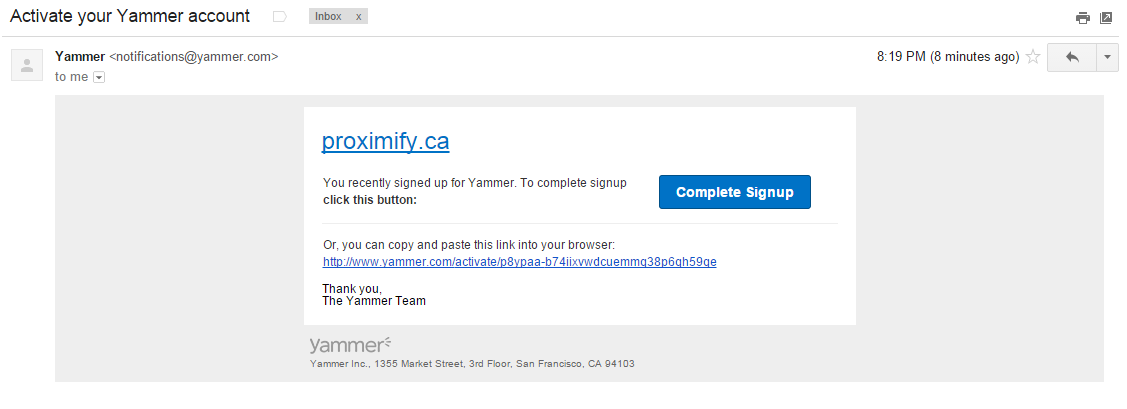 Activate your Yammer account
Inbox x
Yammer <notifications@yammer.com>
8:19 PM (8 minutes ago)
to me
proximify.ca
You recently signed up for Yammer. To complete signup
click this button:
Complete Signup
Or, you can copy and paste this link into your browser:
http://www.yammer.com/activate/p8ypaa-b74iixvwdcuemmq38p6qh59qe
Thank you,
The Yammer Team
yammer
Yammer Inc., 1355 Market Street, 3rd Floor, San Francisco, CA 94103